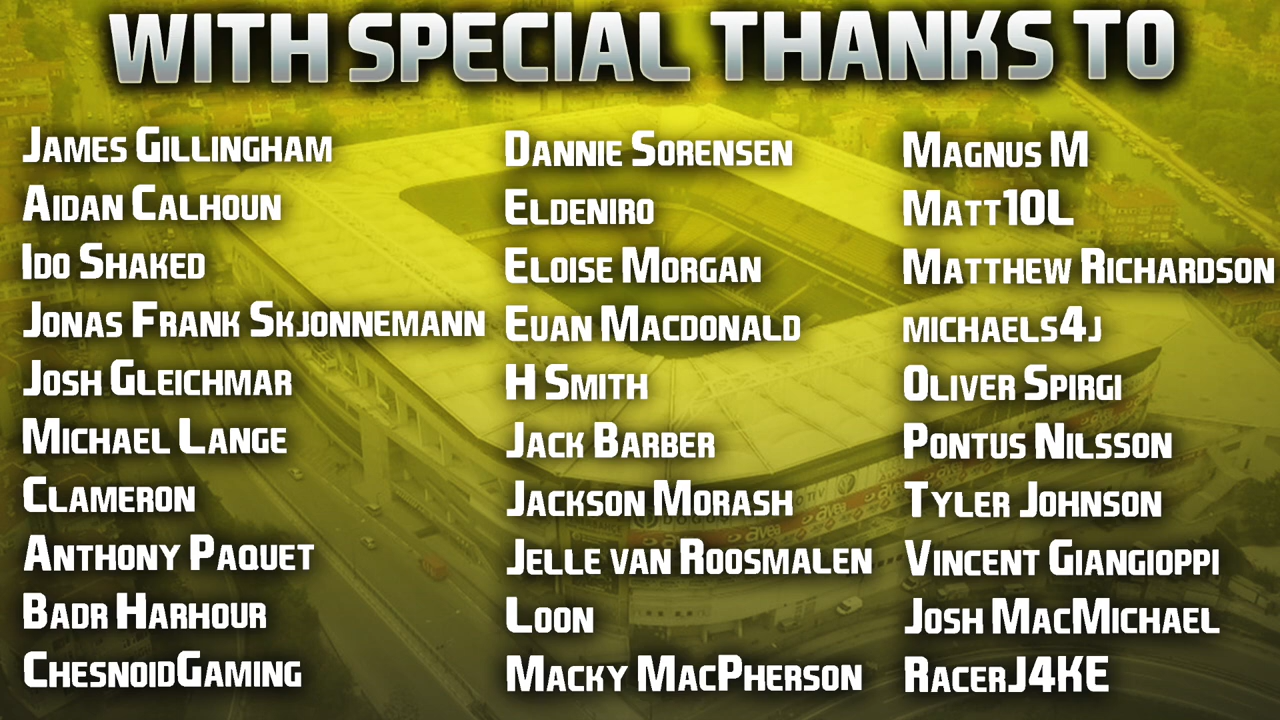 WITH SPECIAL THANKS TO
James Gillingham
Aidan Calhoun
Ido Shaked
Jonas Frank Skjonnemann
Josh Gleichmar
Michael Lange
Clameron
Anthony Paquet
Badr Harhour
ChesnoidGaming
Dannie Sorensen
Eldeniro
Eloise Morgan
Euan Macdonald
H Smith
Jack Barber
Jackson Morash
Jelle van Roosmalen
Loon
Macky MacPherson
Magnus M
Matt10L
Matthew Richardson
michaels4j
Oliver Spirgi
Pontus Nilsson
Tyler Johnson
Vincent Giangioppi
Josh MacMichael
RacerJ4KE
avea
avea
avea